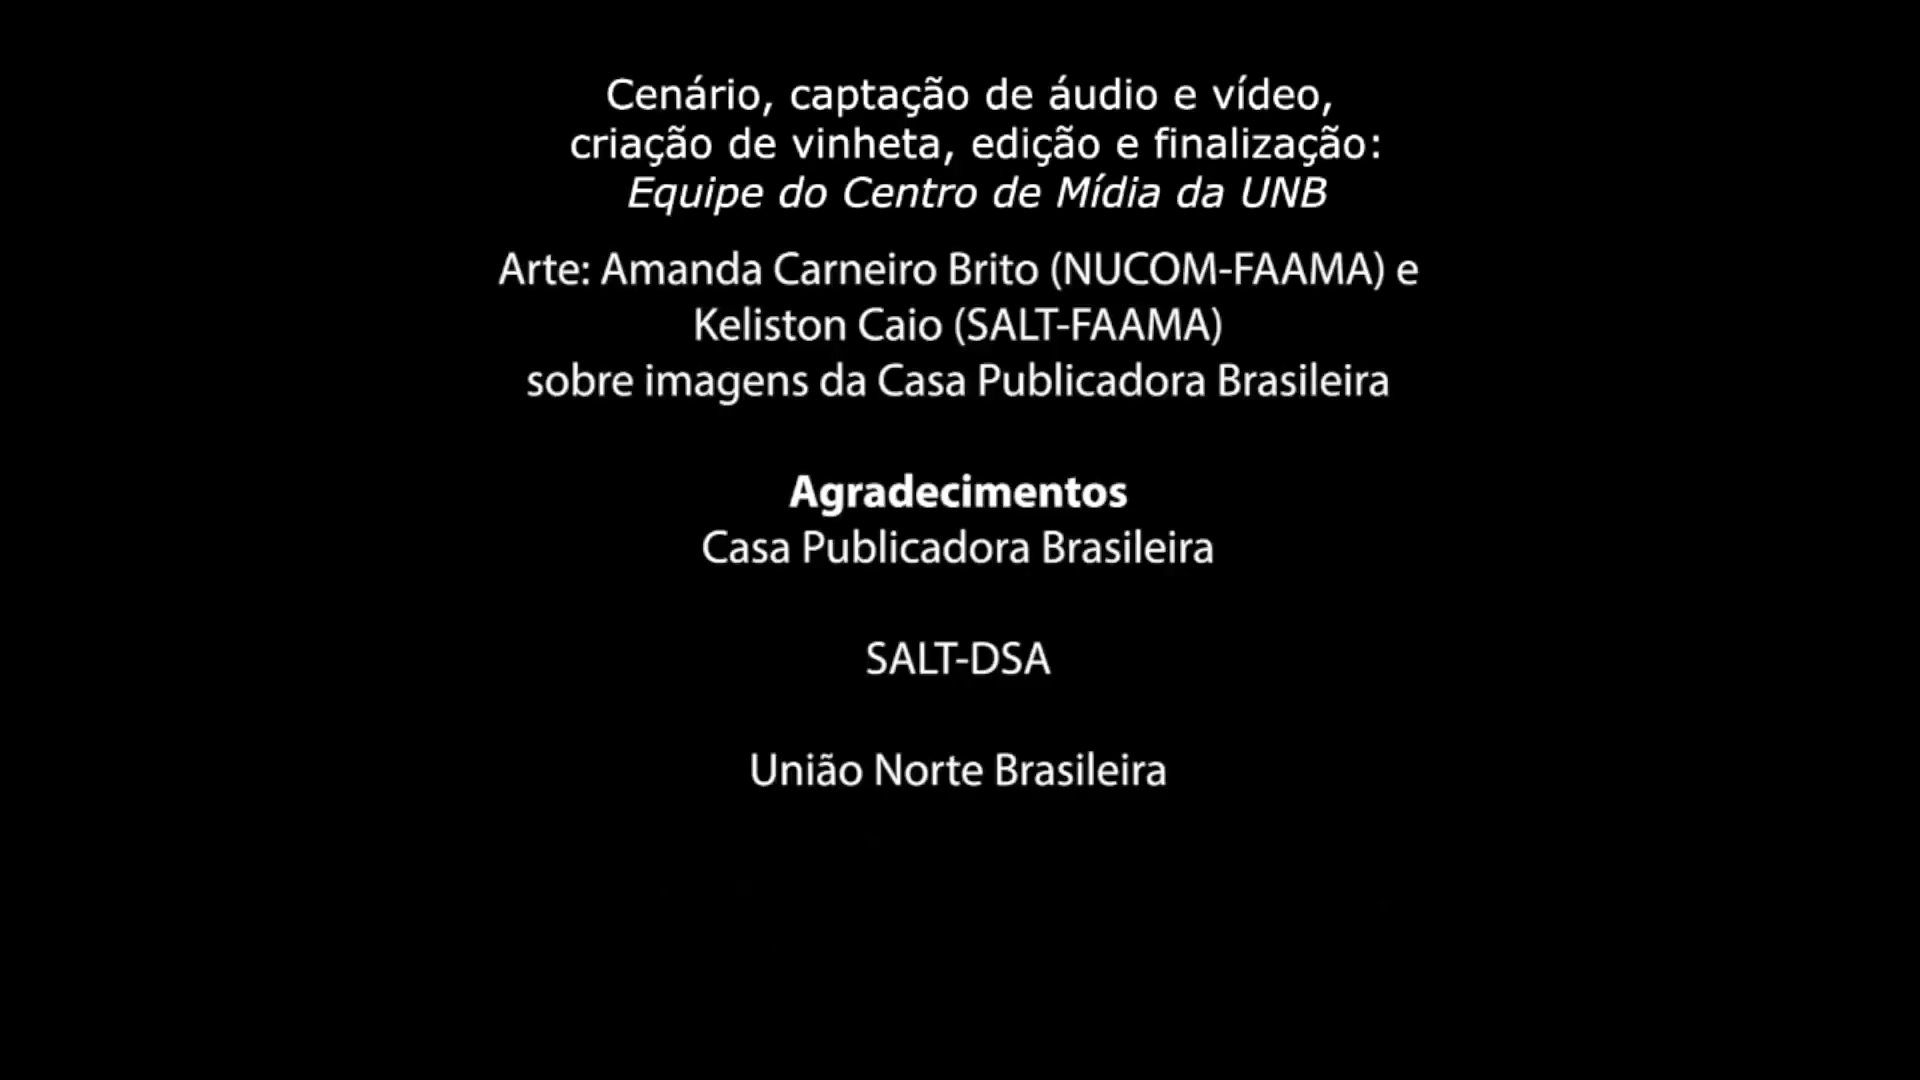 Cenário, captação de áudio e vídeo,
criação de vinheta, edição e finalização:
Equipe do Centro de Mídia da UNB
Arte: Amanda Carneiro Brito (NUCOM-FAAMA) e
Keliston Caio (SALT-FAAMA)
sobre imagens da Casa Publicadora Brasileira
Agradecimentos
Casa Publicadora Brasileira
SALT-DSA
União Norte Brasileira